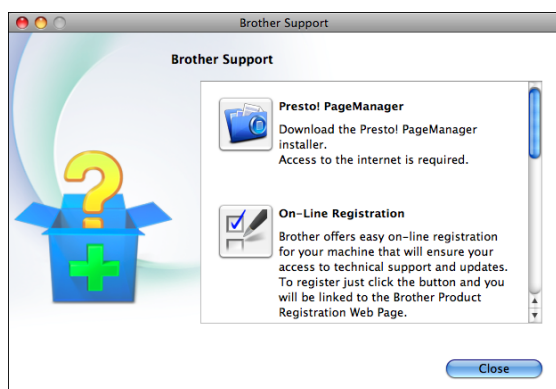 Brother Support
Brother Support
Presto! PageManager
Download the Presto! PageManager
installer.
Access to the internet is required.
On-Line Registration
Brother offers easy on-line registration
for your machine that will ensure your
access to technical support and updates.
To register just click the button and you
will be linked to the Brother Product
Registration Web Page.
Close